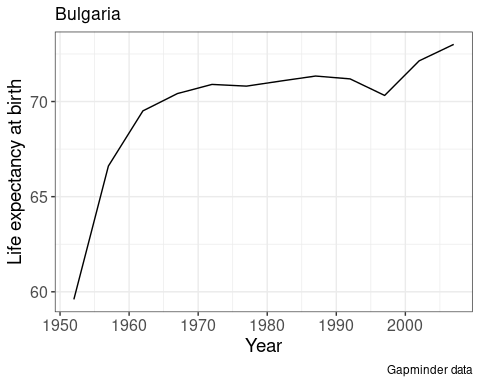 Bulgaria
Life expectancy at birth
70
65
60
1950 1960 1970 1980 1990 2000
Year
Gapminder data